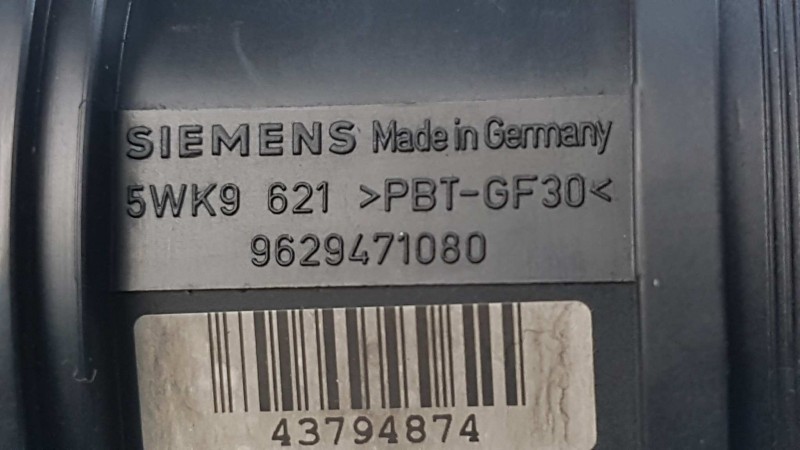 SIEMENS Made in Germany
5WK9 621 >PBT-GF30<
9629471080
43794874